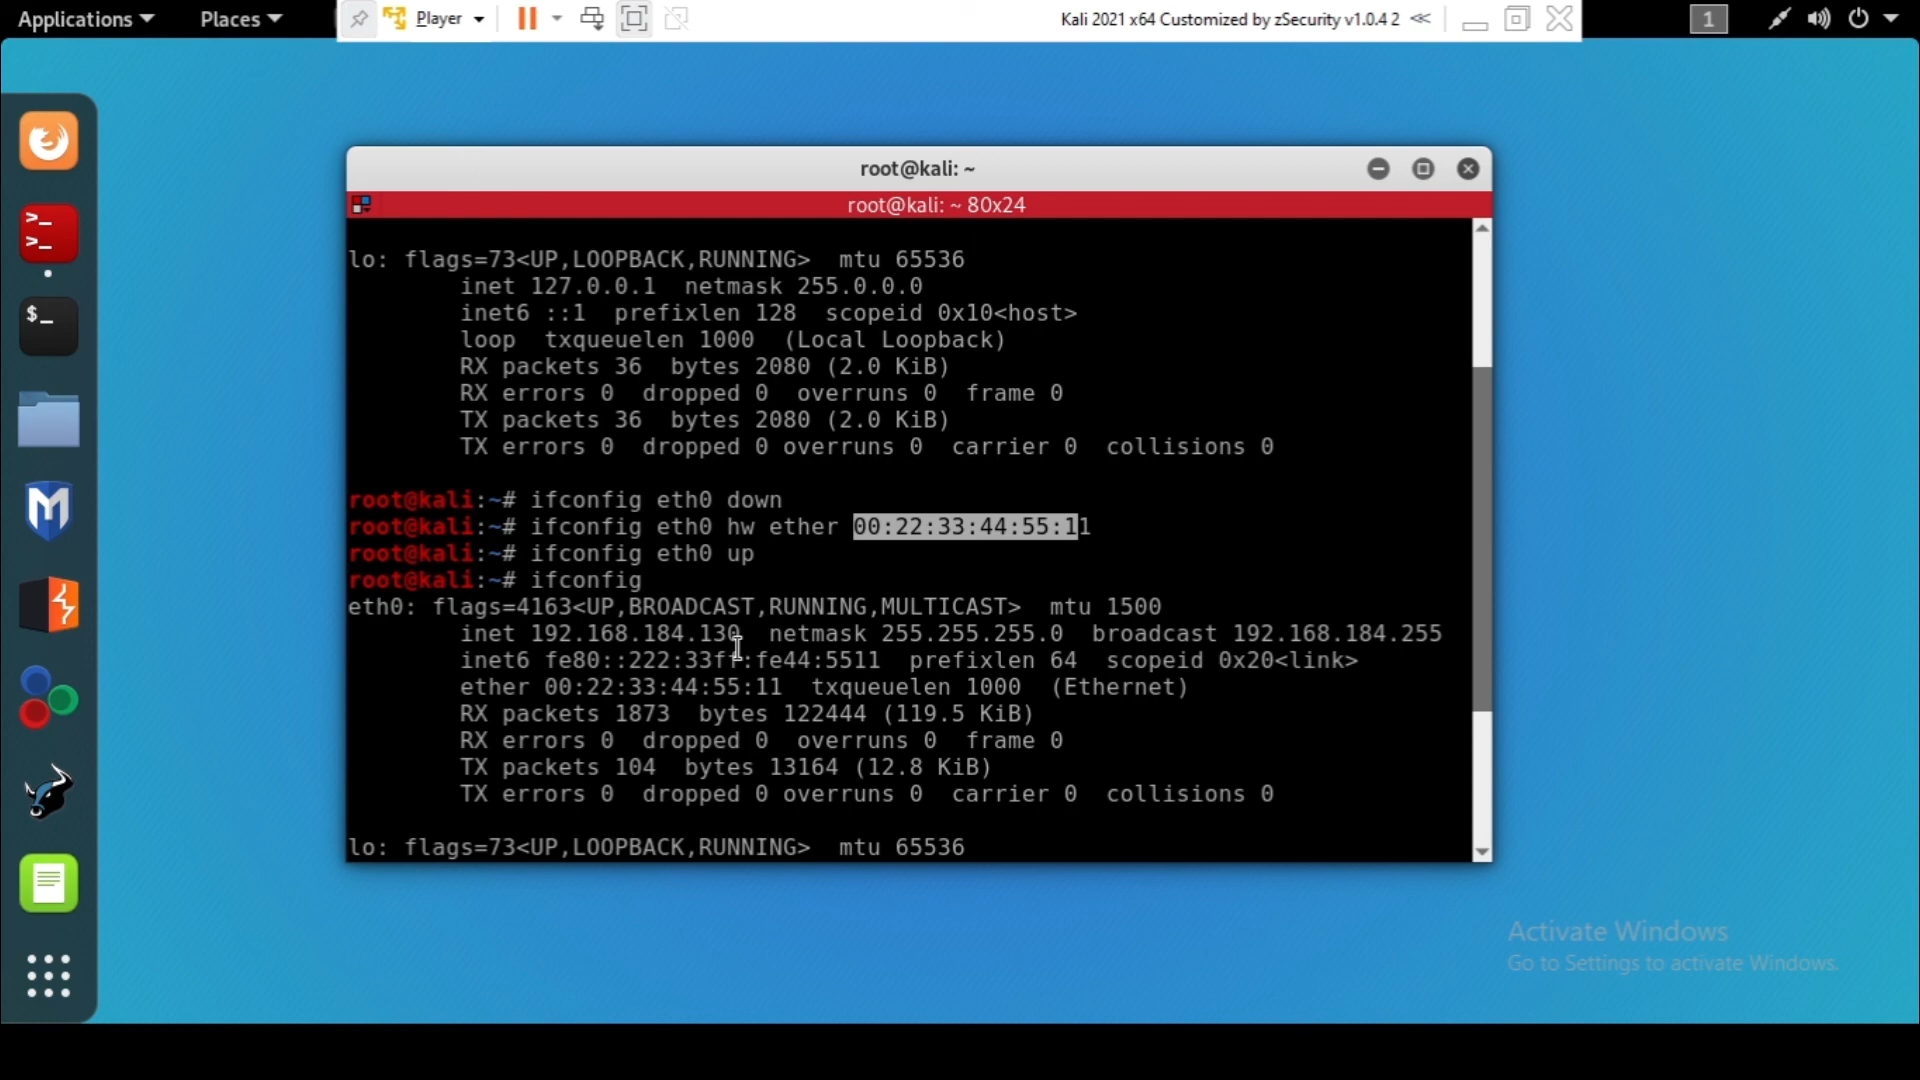 Applications Places Player Kali 2021 x64 Customized by zSecurity v1.0.4 2 1
root@kali: ~
root@kali: ~ 80x24
lo: flags=73<UP,LOOPBACK,RUNNING>  mtu 65536
        inet 127.0.0.1  netmask 255.0.0.0
        inet6 ::1  prefixlen 128  scopeid 0x10<host>
        loop  txqueuelen 1000  (Local Loopback)
        RX packets 36  bytes 2080 (2.0 KiB)
        RX errors 0  dropped 0  overruns 0  frame 0
        TX packets 36  bytes 2080 (2.0 KiB)
        TX errors 0  dropped 0 overruns 0  carrier 0  collisions 0
root@kali:~# ifconfig eth0 down
root@kali:~# ifconfig eth0 hw ether 00:22:33:44:55:11
root@kali:~# ifconfig eth0 up
root@kali:~# ifconfig
eth0: flags=4163<UP,BROADCAST,RUNNING,MULTICAST>  mtu 1500
        inet 192.168.184.130  netmask 255.255.255.0  broadcast 192.168.184.255
        inet6 fe80::222:33ff:fe44:5511  prefixlen 64  scopeid 0x20<link>
        ether 00:22:33:44:55:11  txqueuelen 1000  (Ethernet)
        RX packets 1873  bytes 122444 (119.5 KiB)
        RX errors 0  dropped 0  overruns 0  frame 0
        TX packets 104  bytes 13164 (12.8 KiB)
        TX errors 0  dropped 0 overruns 0  carrier 0  collisions 0
lo: flags=73<UP,LOOPBACK,RUNNING>  mtu 65536
Activate Windows
Go to Settings to activate Windows.